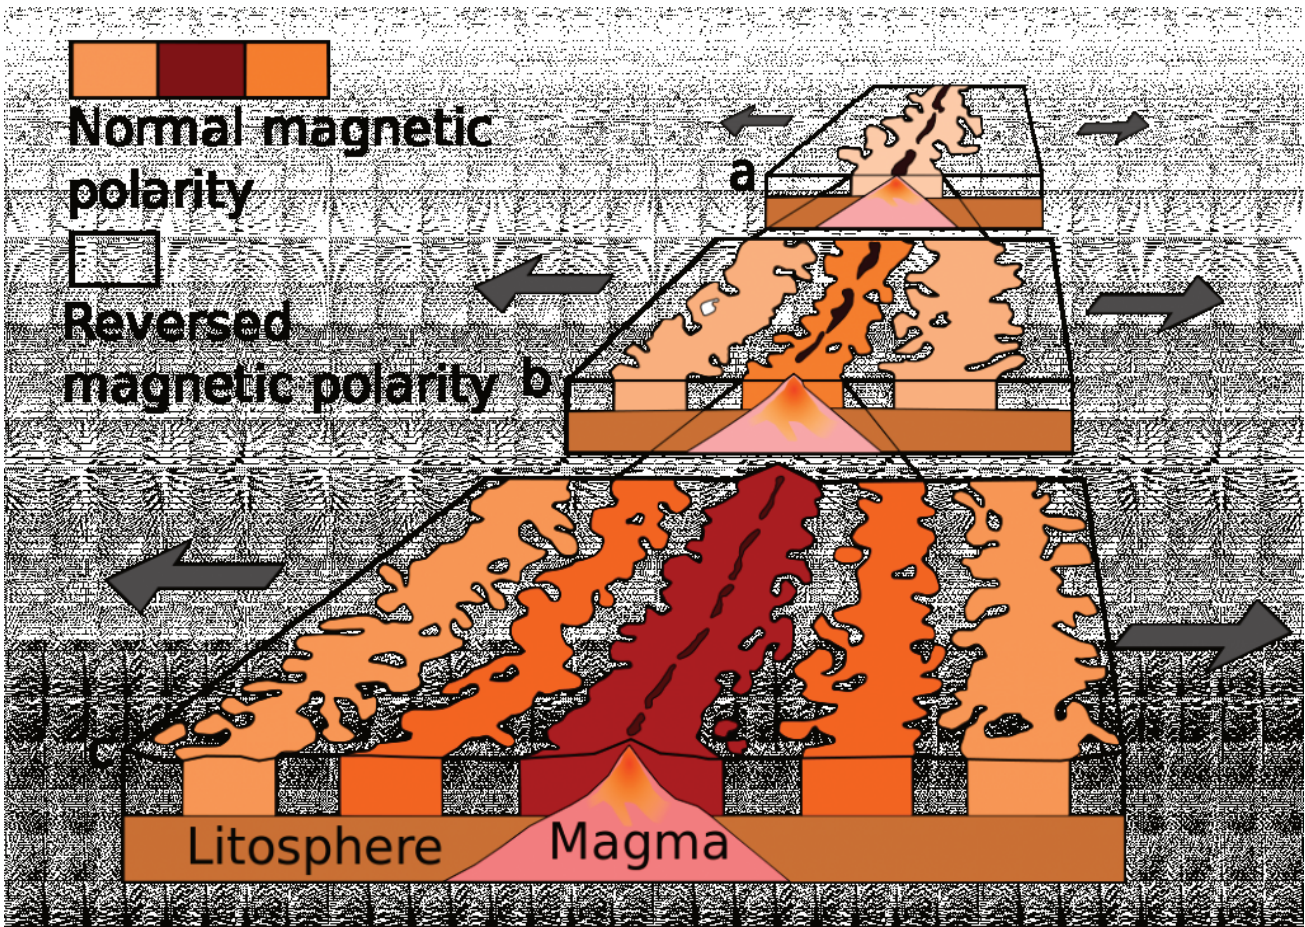 Normal magnetic
polarity
Reversed
magnetic polarity
a
b
c
Litosphere
Magma